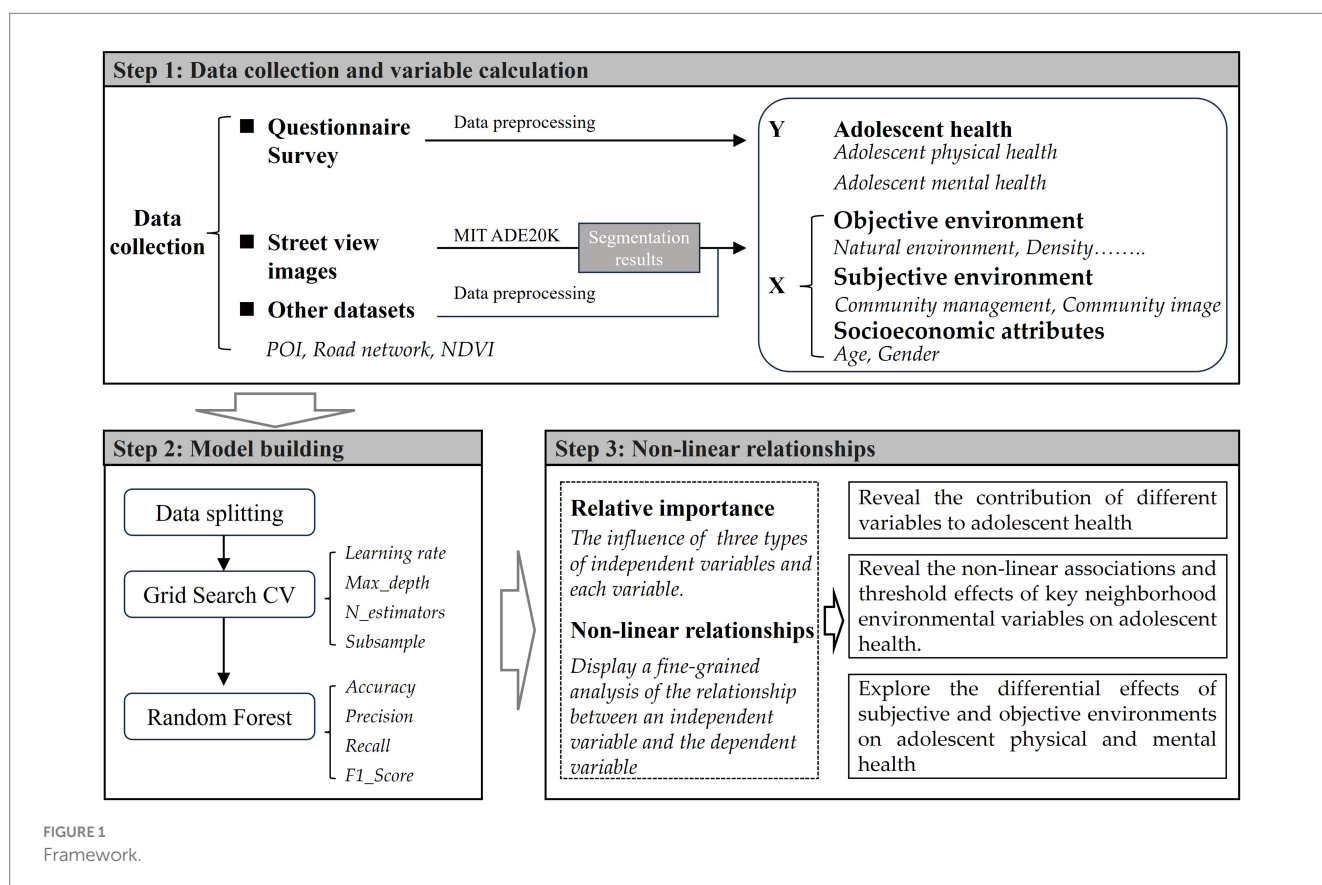 Step 1: Data collection and variable calculation
Data
collection
■ Questionnaire
Survey
Data preprocessing
■ Street view
images
MIT ADE20K
Segmentation
results
■ Other datasets
Data preprocessing
POI, Road network, NDVI
Y
Adolescent health
Adolescent physical health
Adolescent mental health
X
Objective environment
Natural environment, Density........
Subjective environment
Community management, Community image
Socioeconomic attributes
Age, Gender
Step 2: Model building
Data splitting
Grid Search CV
Learning rate
Max_depth
N_estimators
Subsample
Random Forest
Accuracy
Precision
Recall
F1_Score
Step 3: Non-linear relationships
Relative importance
The influence of three types
of independent variables and
each variable.
Non-linear relationships
Display a fine-grained
analysis of the relationship
between an independent
variable and the dependent
variable
Reveal the contribution of different
variables to adolescent health
Reveal the non-linear associations and
threshold effects of key neighborhood
environmental variables on adolescent
health.
Explore the differential effects of
subjective and objective environments
on adolescent physical and mental
health
FIGURE 1
Framework.